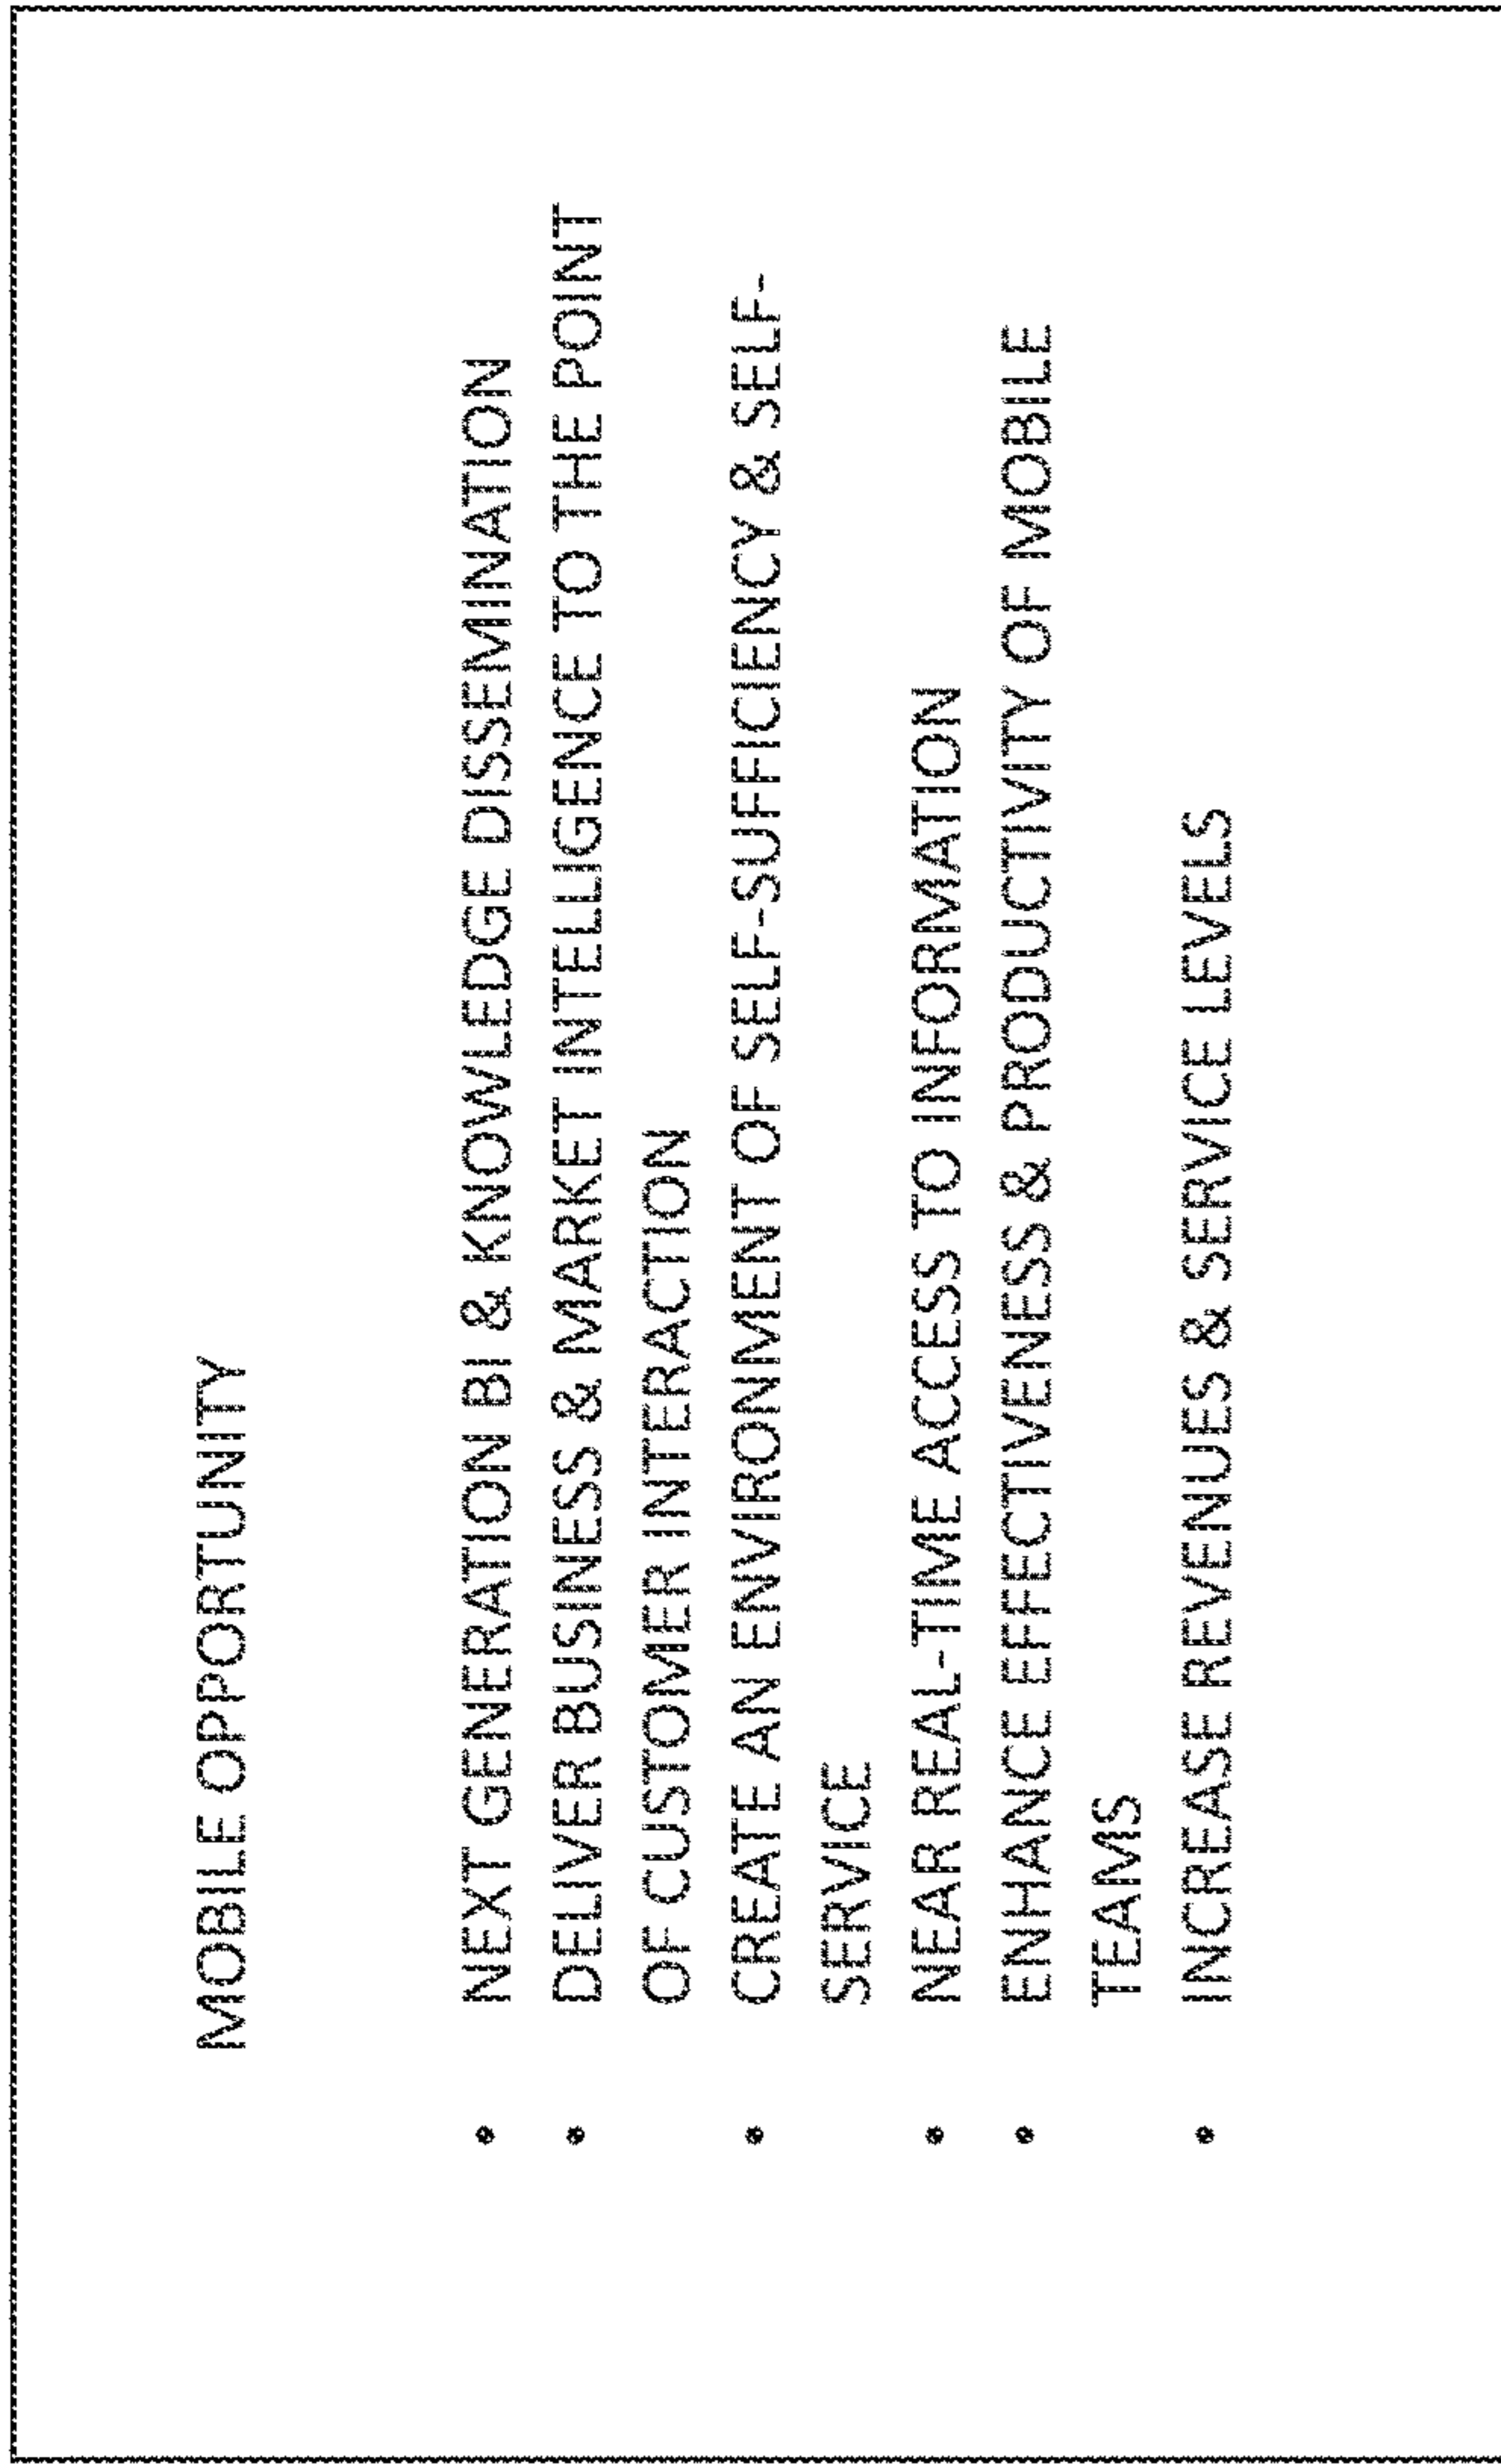 MOBILE OPPORTUNITY
• NEXT GENERATION BI & KNOWLEDGE DISSEMINATION
• DELIVER BUSINESS & MARKET INTELLIGENCE TO THE POINT
OF CUSTOMER INTERACTION
• CREATE AN ENVIRONMENT OF SELF-SUFFICIENCY & SELF-
SERVICE
• NEAR REAL-TIME ACCESS TO INFORMATION
• ENHANCE EFFECTIVENESS & PRODUCTIVITY OF MOBILE
TEAMS
• INCREASE REVENUES & SERVICE LEVELS